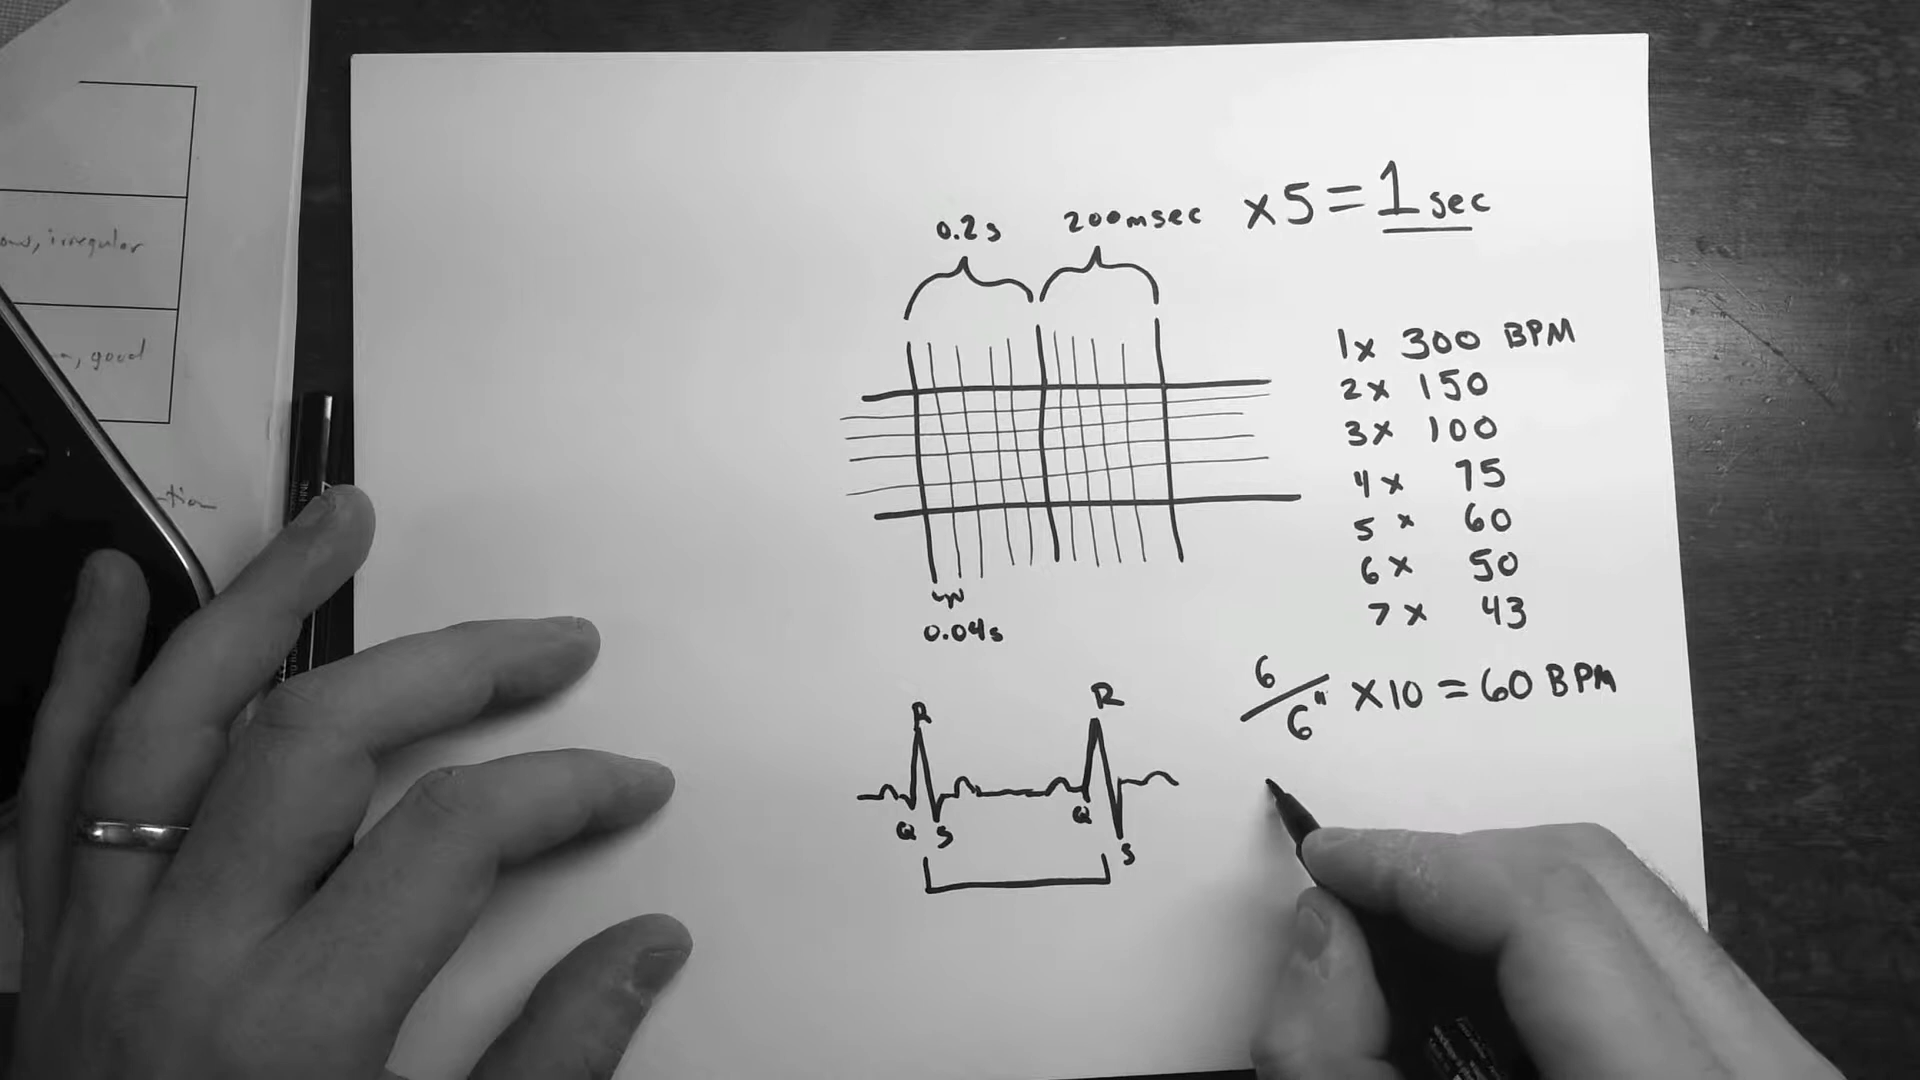 0.2s 200msec x5 = 1 sec
1x 300 BPM
2x 150
3x 100
4x 75
5x 60
6x 50
7x 43
0.04s
6/6" x10 = 60 BPM
R R
Q S Q S
irregular
good